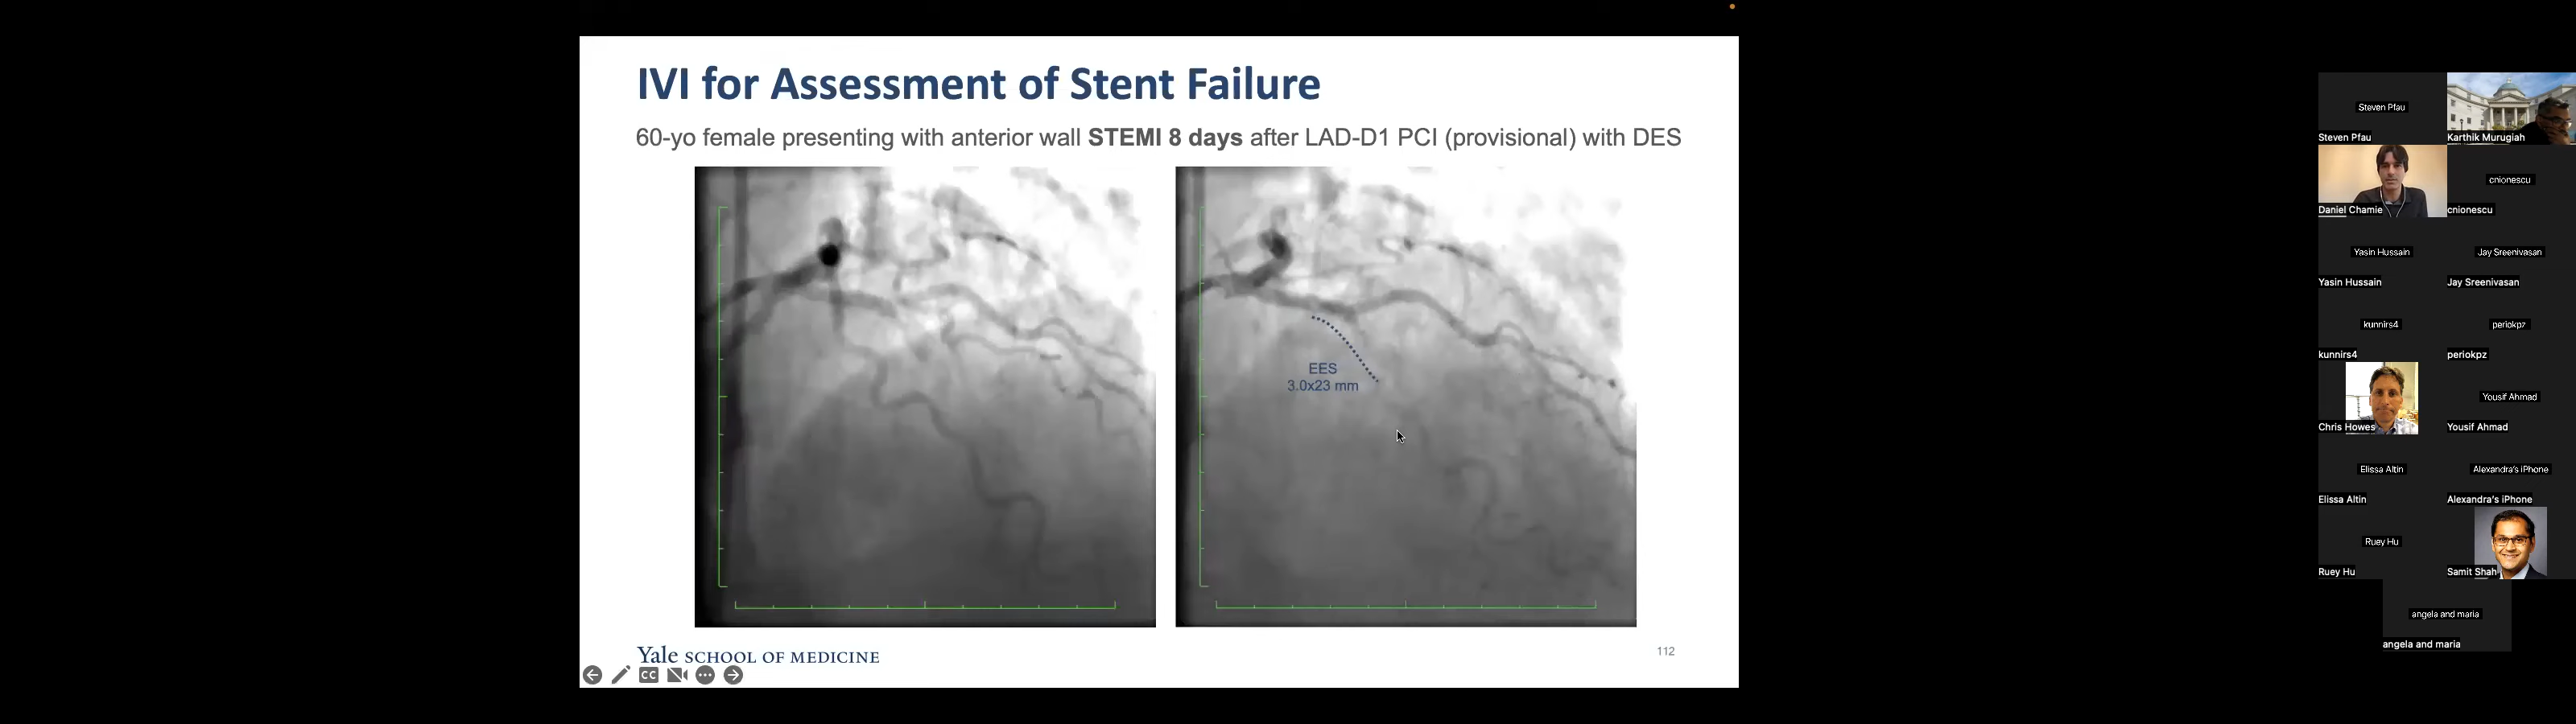 IVI for Assessment of Stent Failure
60-yo female presenting with anterior wall STEMI 8 days after LAD-D1 PCI (provisional) with DES
EES
3.0x23 mm
Yale SCHOOL OF MEDICINE
112
CC
Steven Pfau
Steven Pfau
Karthik Murugiah
Daniel Chamie
cnionescu
cnionescu
Yasin Hussain
Yasin Hussain
Jay Sreenivasan
Jay Sreenivasan
kunnirs4
kunnirs4
periokpz
periokpz
Chris Howes
Yousif Ahmad
Yousif Ahmad
Elissa Altin
Elissa Altin
Alexandra's iPhone
Alexandra's iPhone
Ruey Hu
Ruey Hu
Samit Shah
angela and maria
angela and maria